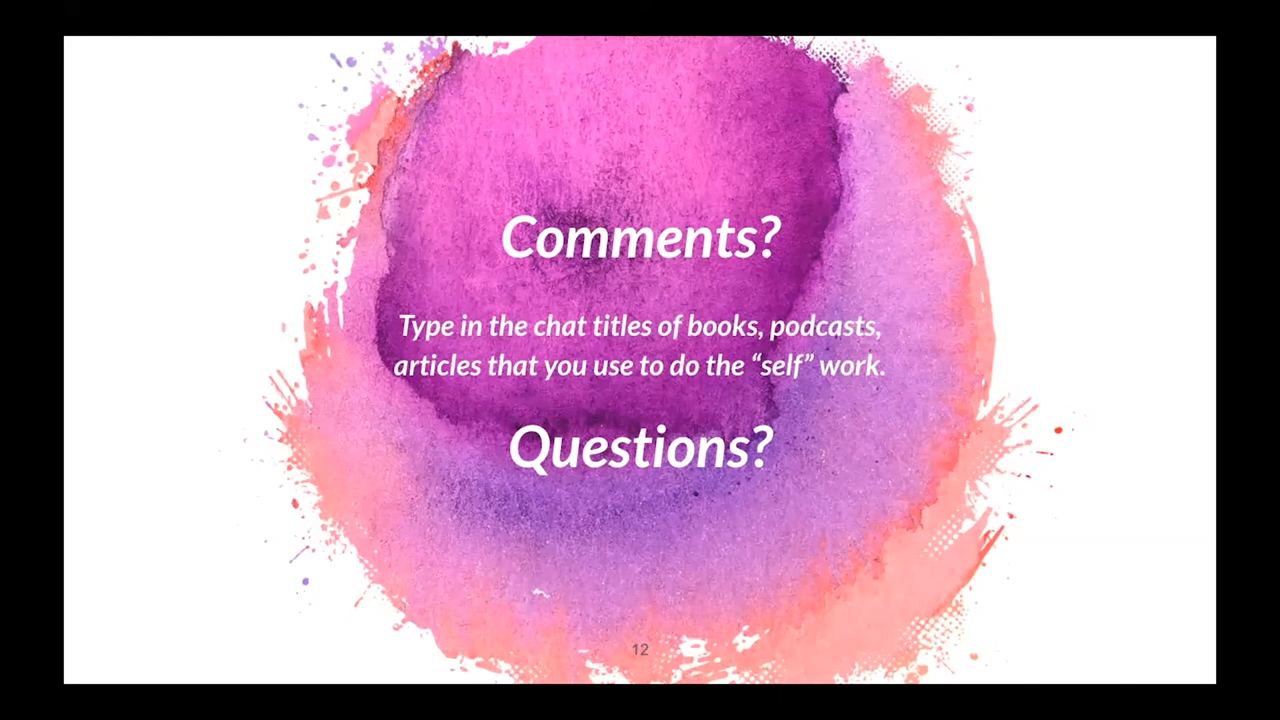 Comments?
Type in the chat titles of books, podcasts,
articles that you use to do the “self” work.
Questions?
12